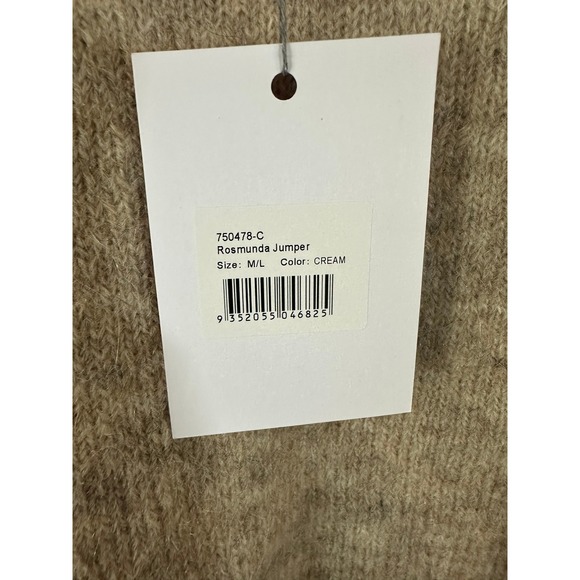 750478-C
Rosmunda Jumper
Size: M/L Color: CREAM
9 352055 046825